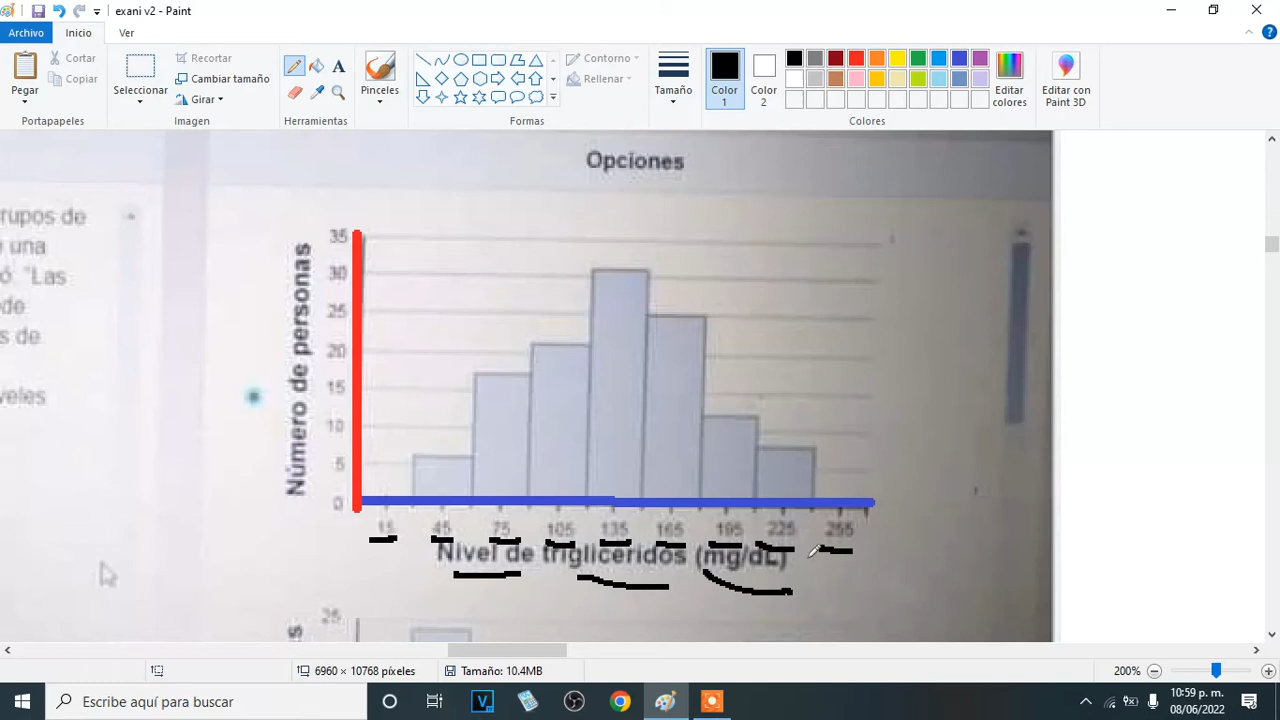 exani v2 - Paint
Archivo Inicio Ver
Pegar
Cortar
Copiar
Portapapeles
Seleccionar
Recortar
Cambiar tamaño
Girar
Imagen
Herramientas
A
Pinceles
Contorno
Rellenar
Formas
Tamaño
Color 1
Color 2
Editar colores
Colores
Editar con Paint 3D
Opciones
rupos de
una
ó "Las
de
s de
veles
Número de personas
35
30
25
20
15
10
5
0
15 45 75 105 135 165 195 225 255
Nivel de trigliceridos (mg/dL)
25
6960 × 10768 píxeles
Tamaño: 10.4MB
200%
Escribe aquí para buscar
10:59 p. m.
08/06/2022